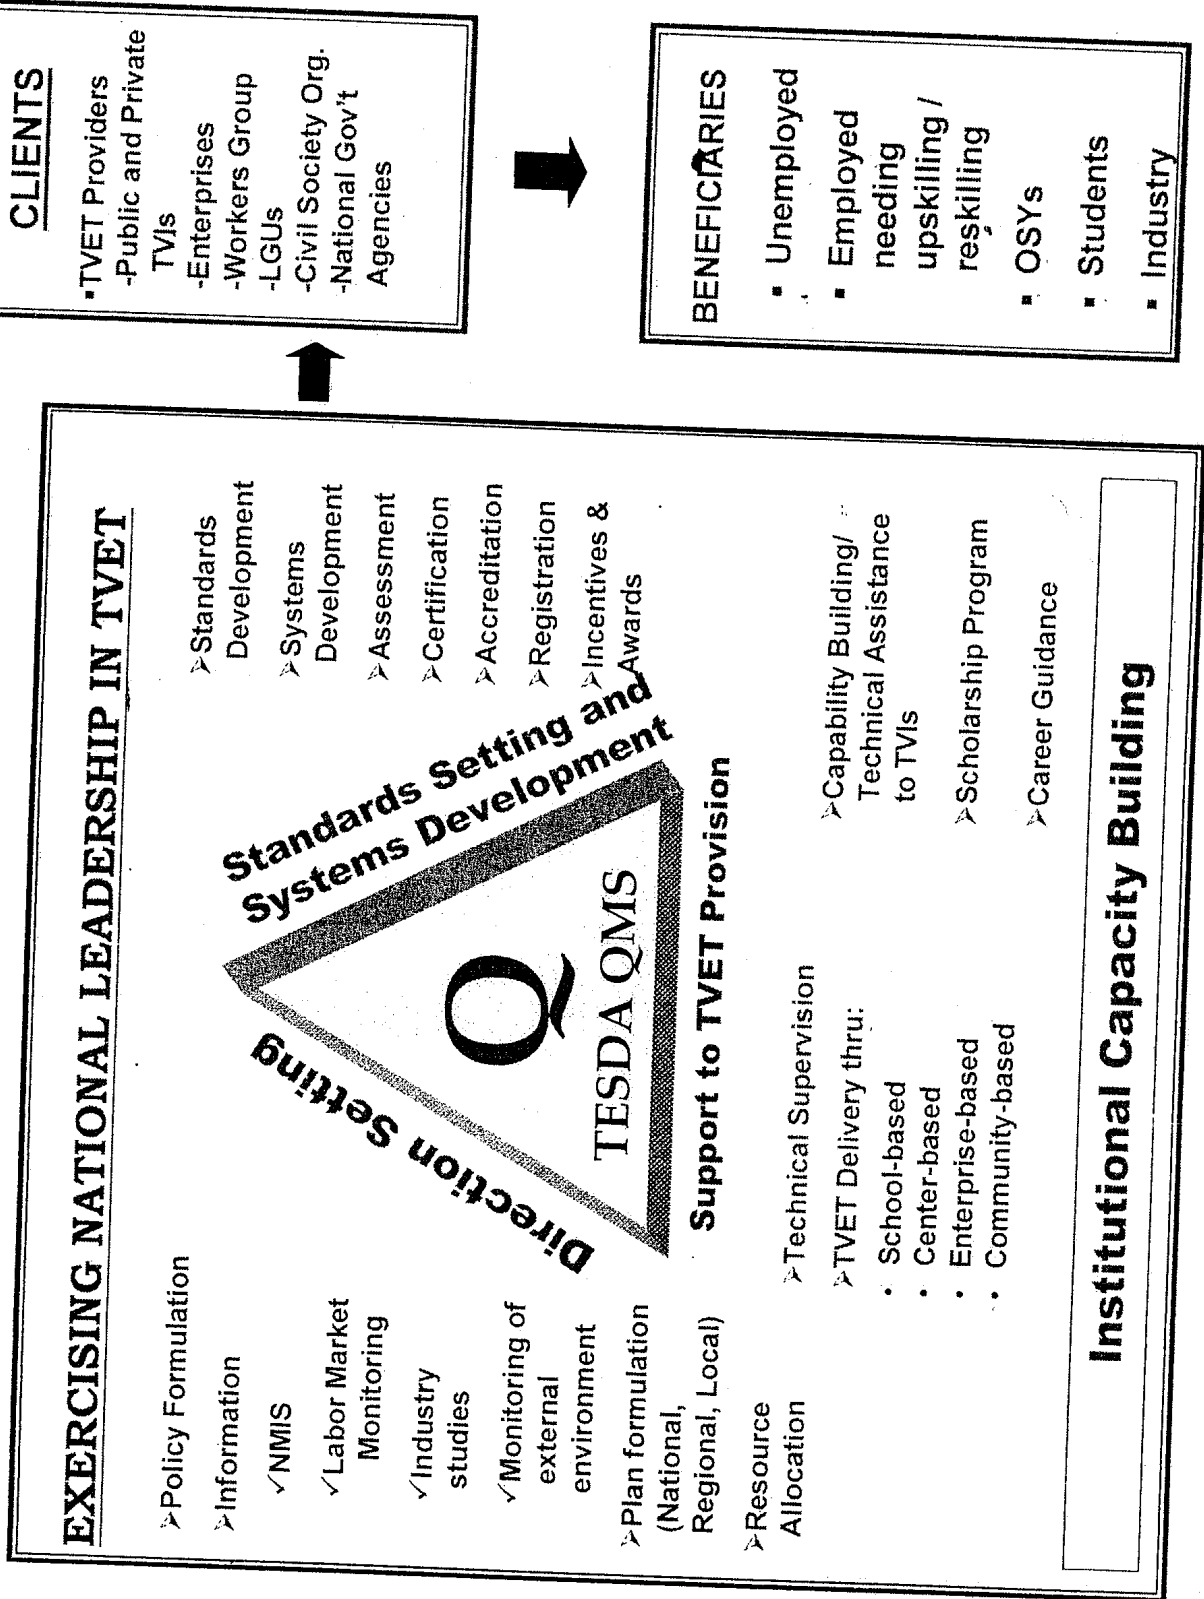 EXERCISING NATIONAL LEADERSHIP IN TVET
➢Policy Formulation
➢Information
✓NMIS
✓Labor Market
Monitoring
✓Industry
studies
✓Monitoring of
external
environment
➢Plan formulation
(National,
Regional, Local)
➢Resource
Allocation
Direction Setting
Standards Setting and
Systems Development
Q
TESDA QMS
Support to TVET Provision
➢Standards
Development
➢Systems
Development
➢Assessment
➢Certification
➢Accreditation
➢Registration
➢Incentives &
Awards
➢Technical Supervision
➢TVET Delivery thru:
• School-based
• Center-based
• Enterprise-based
• Community-based
➢Capability Building/
Technical Assistance
to TVIs
➢Scholarship Program
➢Career Guidance
Institutional Capacity Building
CLIENTS
▪TVET Providers
-Public and Private
TVIs
-Enterprises
-Workers Group
-LGUs
-Civil Society Org.
-National Gov't
Agencies
BENEFICIARIES
▪ Unemployed
▪ Employed
needing
upskilling /
reskilling
▪ OSYs
▪ Students
▪ Industry